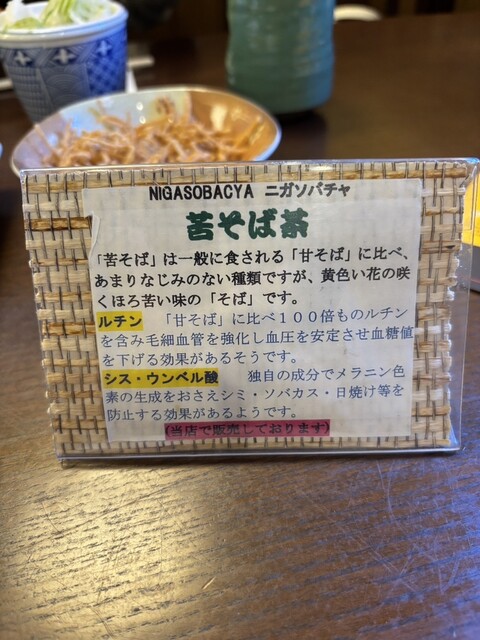 NIGASOBACYA ニガソバチャ
苦そば茶
「苦そば」は一般に食される「甘そば」に比べ、
あまりなじみのない種類ですが、黄色い花の咲
くほろ苦い味の「そば」です。
ルチン 「甘そば」に比べ１００倍ものルチン
を含み毛細血管を強化し血圧を安定させ血糖値
を下げる効果があるそうです。
シス・ウンベル酸 独自の成分でメラニン色
素の生成をおさえシミ・ソバカス・日焼け等を
防止する効果があるようです。
(当店で販売しております)